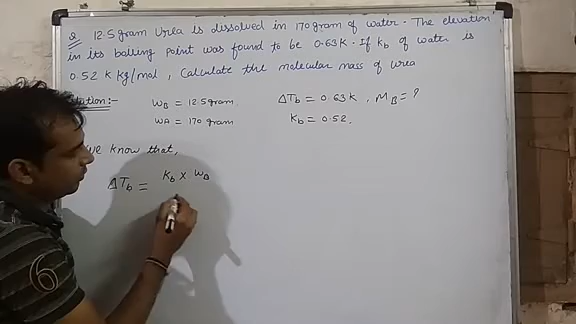 Q 12.5 gram Urea is dissolved in 170 gram of water. The elevation
in its boiling point was found to be 0.63 K. If Kb of water is
0.52 K kg/mol, Calculate the molecular mass of urea
WB = 12.5 gram ΔTb = 0.63 K, MB = ?
WA = 170 gram Kb = 0.52.
we know that,
ΔTb = Kb × WB
6